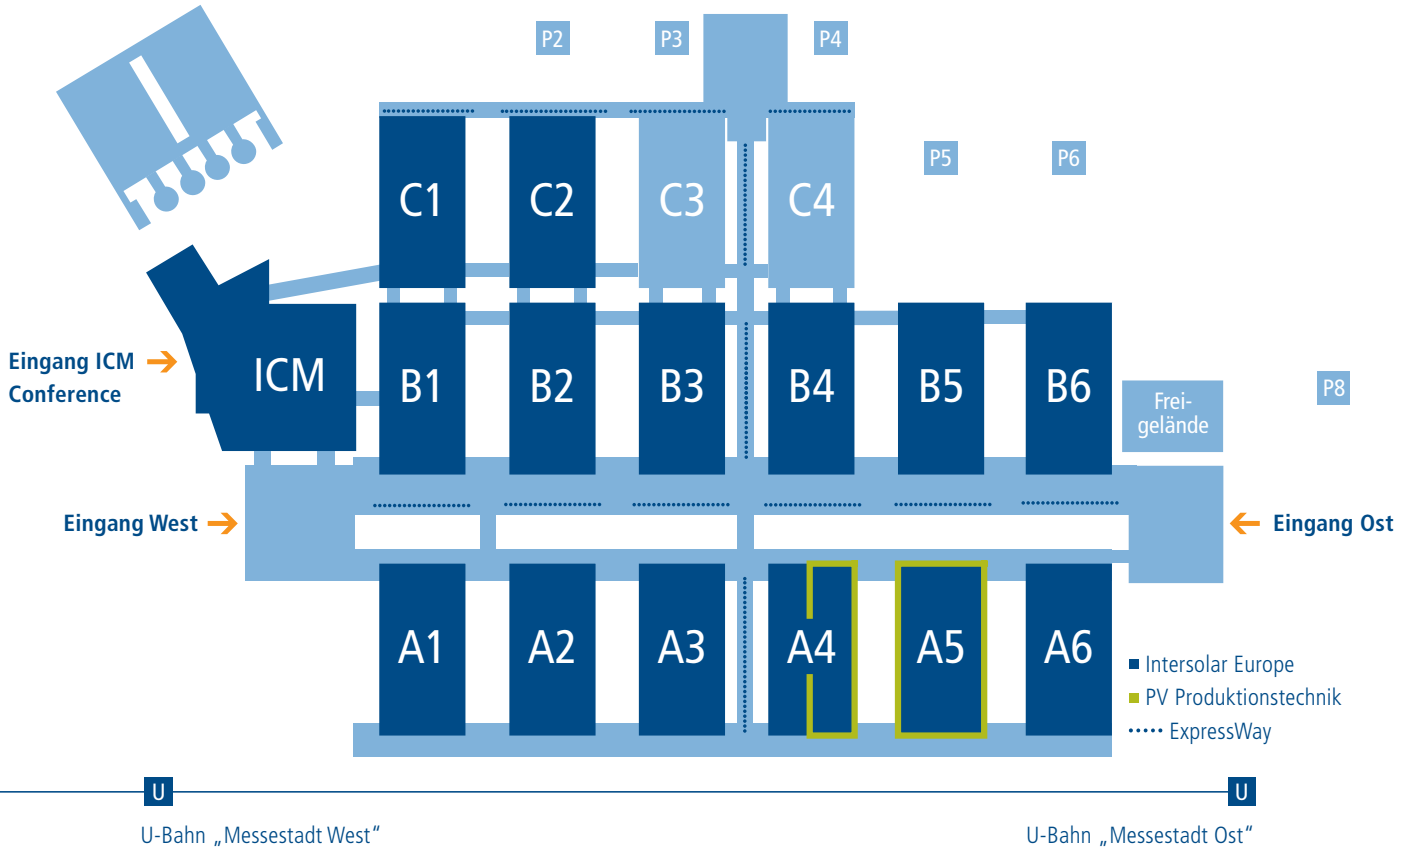 P2
P3
P4
P5
P6
C1
C2
C3
C4
Eingang ICM
Conference
ICM
B1
B2
B3
B4
B5
B6
Frei-
gelände
P8
Eingang West
Eingang Ost
A1
A2
A3
A4
A5
A6
Intersolar Europe
PV Produktionstechnik
ExpressWay
U
U
U-Bahn „Messestadt West“
U-Bahn „Messestadt Ost“